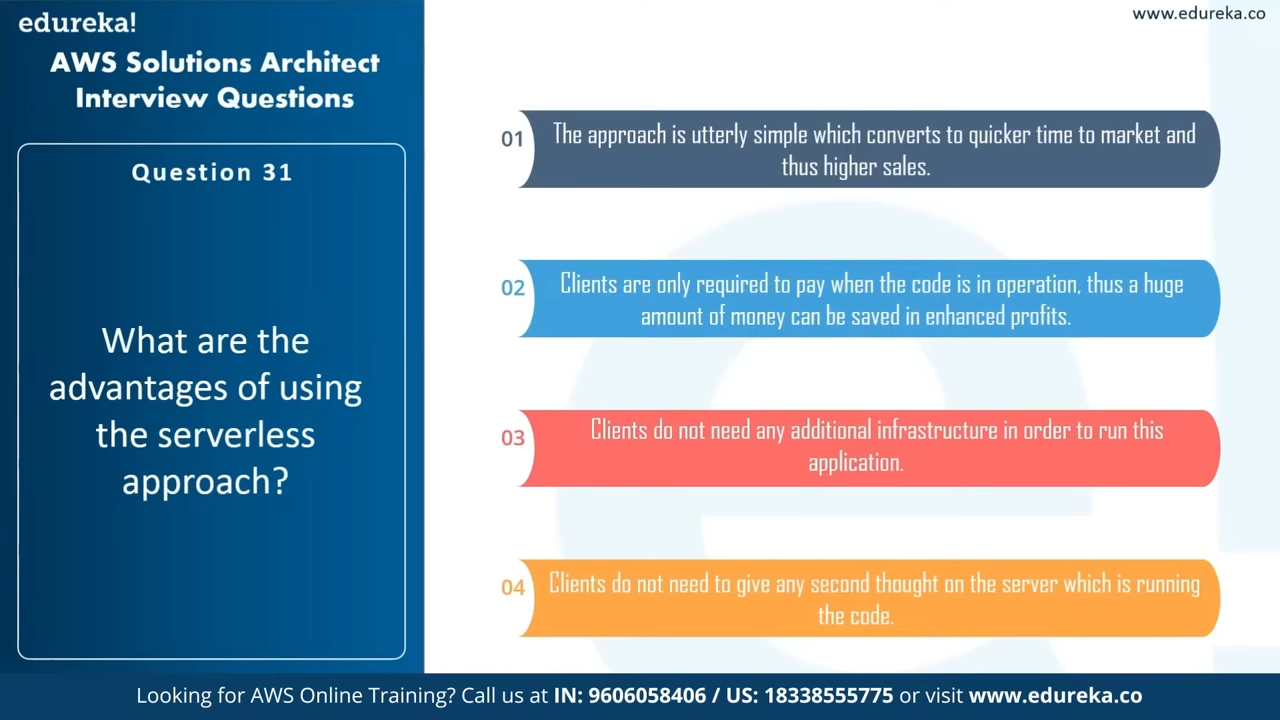 edureka!
www.edureka.co
AWS Solutions Architect
Interview Questions
Question 31
What are the
advantages of using
the serverless
approach?
01
The approach is utterly simple which converts to quicker time to market and
thus higher sales.
02
Clients are only required to pay when the code is in operation, thus a huge
amount of money can be saved in enhanced profits.
03
Clients do not need any additional infrastructure in order to run this
application.
04
Clients do not need to give any second thought on the server which is running
the code.
Looking for AWS Online Training? Call us at IN: 9606058406 / US: 18338555775 or visit www.edureka.co